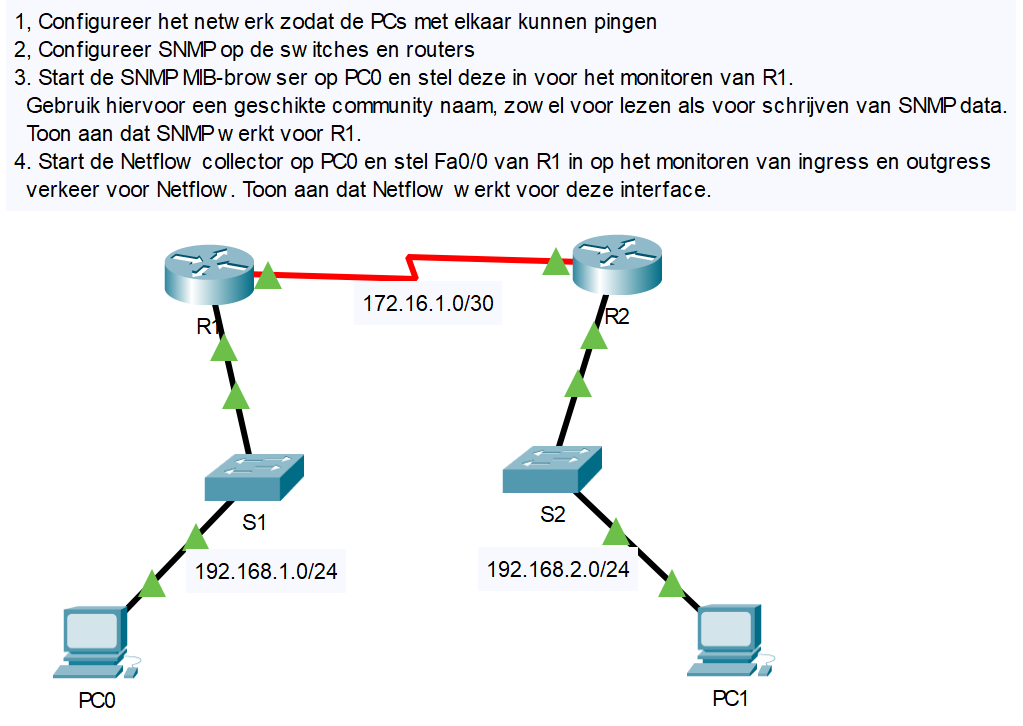 1, Configureer het netwerk zodat de PCs met elkaar kunnen pingen
2, Configureer SNMP op de switches en routers
3. Start de SNMP MIB-browser op PC0 en stel deze in voor het monitoren van R1.
Gebruik hiervoor een geschikte community naam, zowel voor lezen als voor schrijven van SNMP data.
Toon aan dat SNMP werkt voor R1.
4. Start de Netflow collector op PC0 en stel Fa0/0 van R1 in op het monitoren van ingress en outgress
verkeer voor Netflow. Toon aan dat Netflow werkt voor deze interface.
172.16.1.0/30
R1
R2
S1
S2
192.168.1.0/24
192.168.2.0/24
PC0
PC1